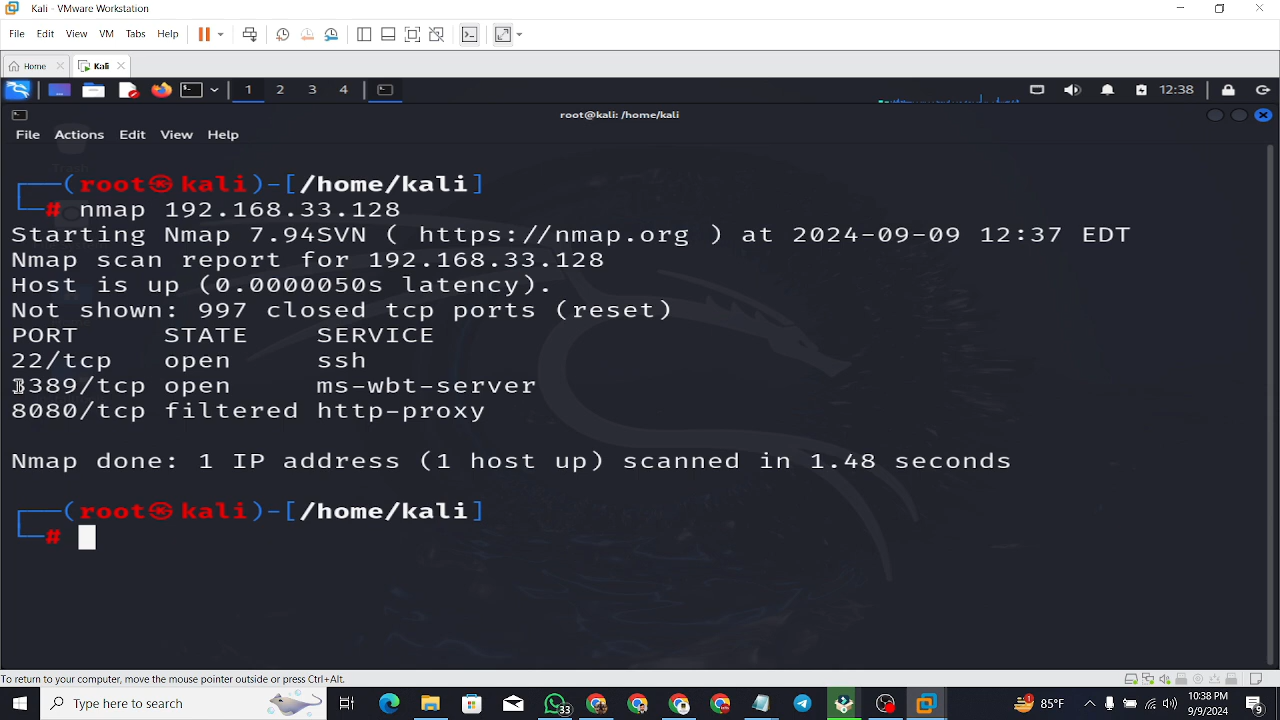 Kali - VMware Workstation
File Edit View VM Tabs Help
Home Kali
1 2 3 4 12:38
root@kali: /home/kali
File Actions Edit View Help
Trash
┌──(root㉿kali)-[/home/kali]
└─# nmap 192.168.33.128
Starting Nmap 7.94SVN ( https://nmap.org ) at 2024-09-09 12:37 EDT
Nmap scan report for 192.168.33.128
Host is up (0.0000050s latency).
Not shown: 997 closed tcp ports (reset)
PORT STATE SERVICE
22/tcp open ssh
3389/tcp open ms-wbt-server
8080/tcp filtered http-proxy
Nmap done: 1 IP address (1 host up) scanned in 1.48 seconds
┌──(root㉿kali)-[/home/kali]
└─#
To return to your computer, move the mouse pointer outside or press Ctrl+Alt.
Type here to search
33
1 85°F
10:38 PM
9/9/2024
8